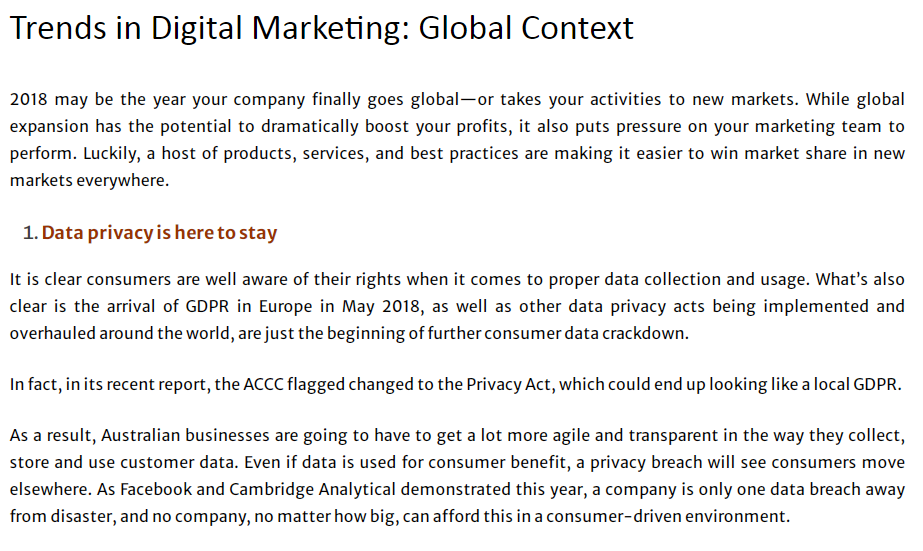 Trends in Digital Marketing: Global Context
2018 may be the year your company finally goes global—or takes your activities to new markets. While global
expansion has the potential to dramatically boost your profits, it also puts pressure on your marketing team to
perform. Luckily, a host of products, services, and best practices are making it easier to win market share in new
markets everywhere.
1. Data privacy is here to stay
It is clear consumers are well aware of their rights when it comes to proper data collection and usage. What’s also
clear is the arrival of GDPR in Europe in May 2018, as well as other data privacy acts being implemented and
overhauled around the world, are just the beginning of further consumer data crackdown.
In fact, in its recent report, the ACCC flagged changed to the Privacy Act, which could end up looking like a local GDPR.
As a result, Australian businesses are going to have to get a lot more agile and transparent in the way they collect,
store and use customer data. Even if data is used for consumer benefit, a privacy breach will see consumers move
elsewhere. As Facebook and Cambridge Analytical demonstrated this year, a company is only one data breach away
from disaster, and no company, no matter how big, can afford this in a consumer-driven environment.